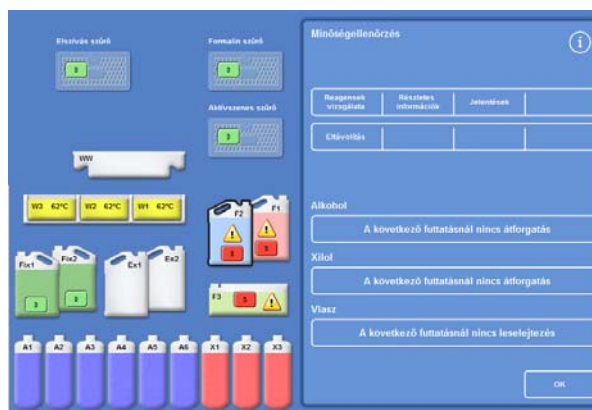 Elszívás szűrő
Formalin szűrő
Aktívszenes szűrő
WW
W3 62°C W2 62°C W1 62°C
F2
F1
Fix1
Fix2
Ex1
Ex2
F3
A1 A2 A3 A4 A5 A6 X1 X2 X3
Minőségellenőrzés
i
Reagensek vizsgálata
Részletes információk
Jelentések
Eltávolítás
Alkohol
A következő futtatásnál nincs átforgatás
Xilol
A következő futtatásnál nincs átforgatás
Viasz
A következő futtatásnál nincs leselejtezés
OK